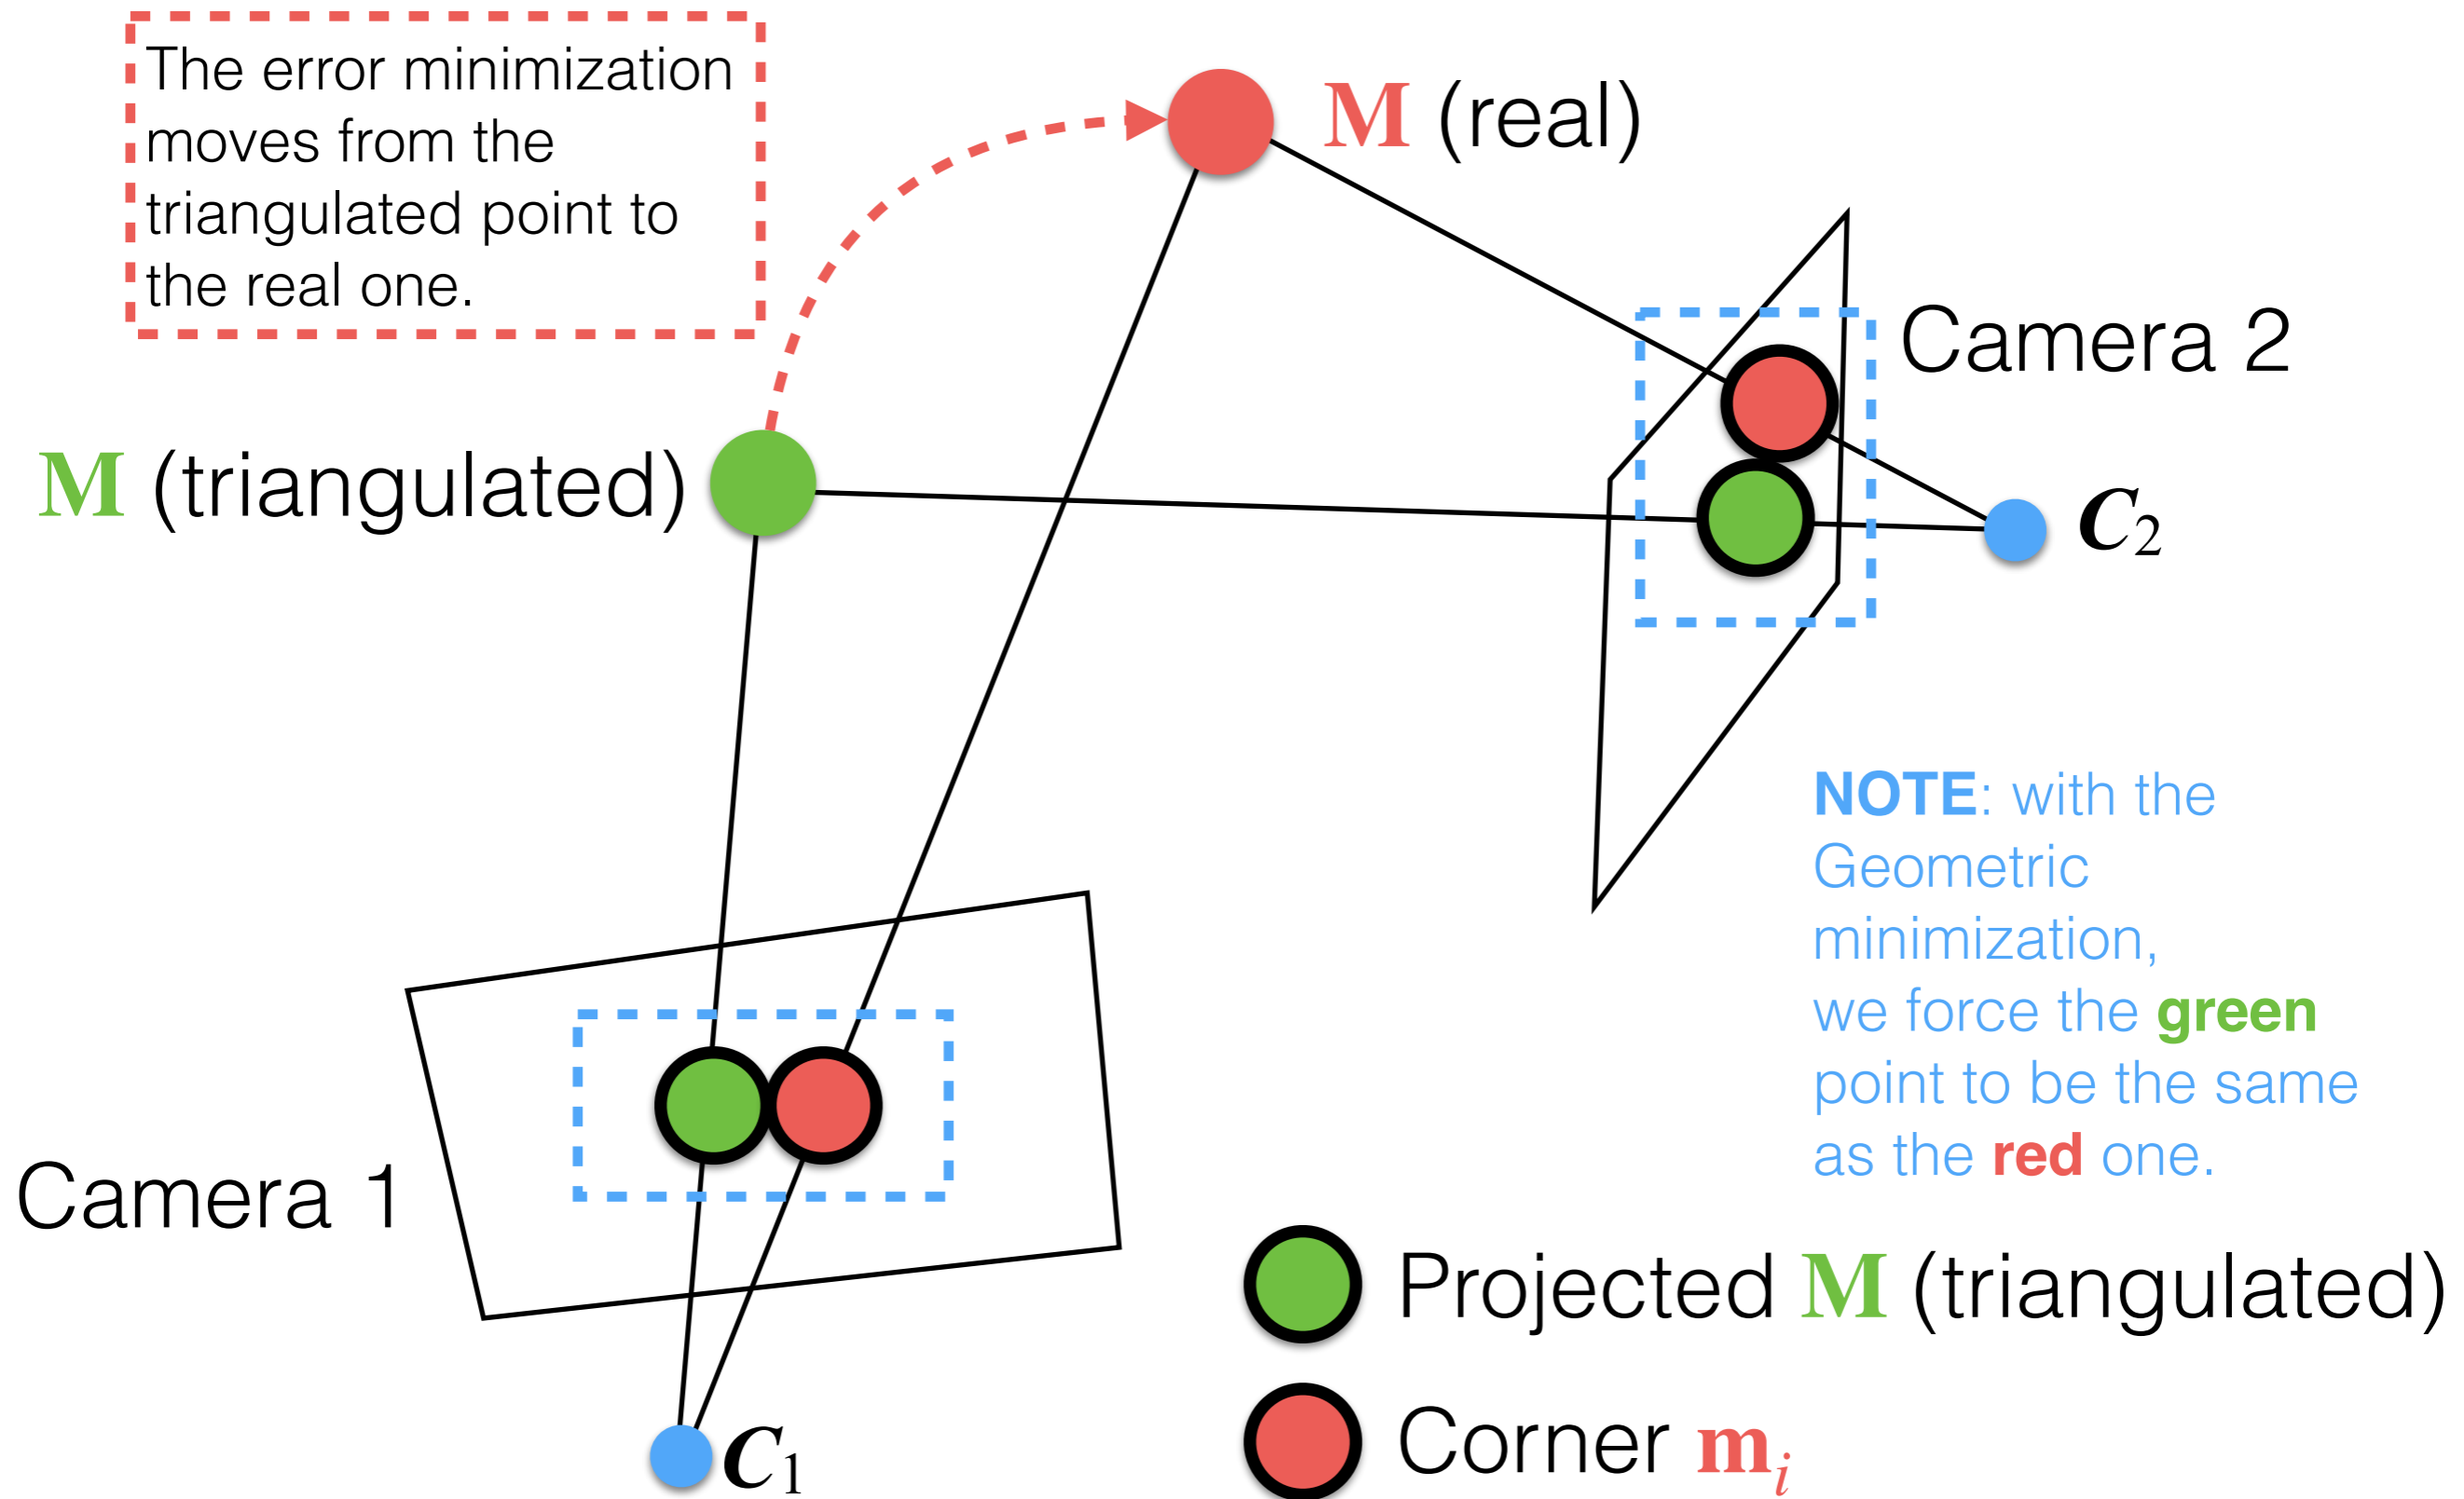 The error minimization
moves from the
triangulated point to
the real one.
M (real)
Camera 2
M (triangulated)
C₂
NOTE: with the
Geometric
minimization,
we force the green
point to be the same
as the red one.
Camera 1
Projected M (triangulated)
Corner mᵢ
C₁